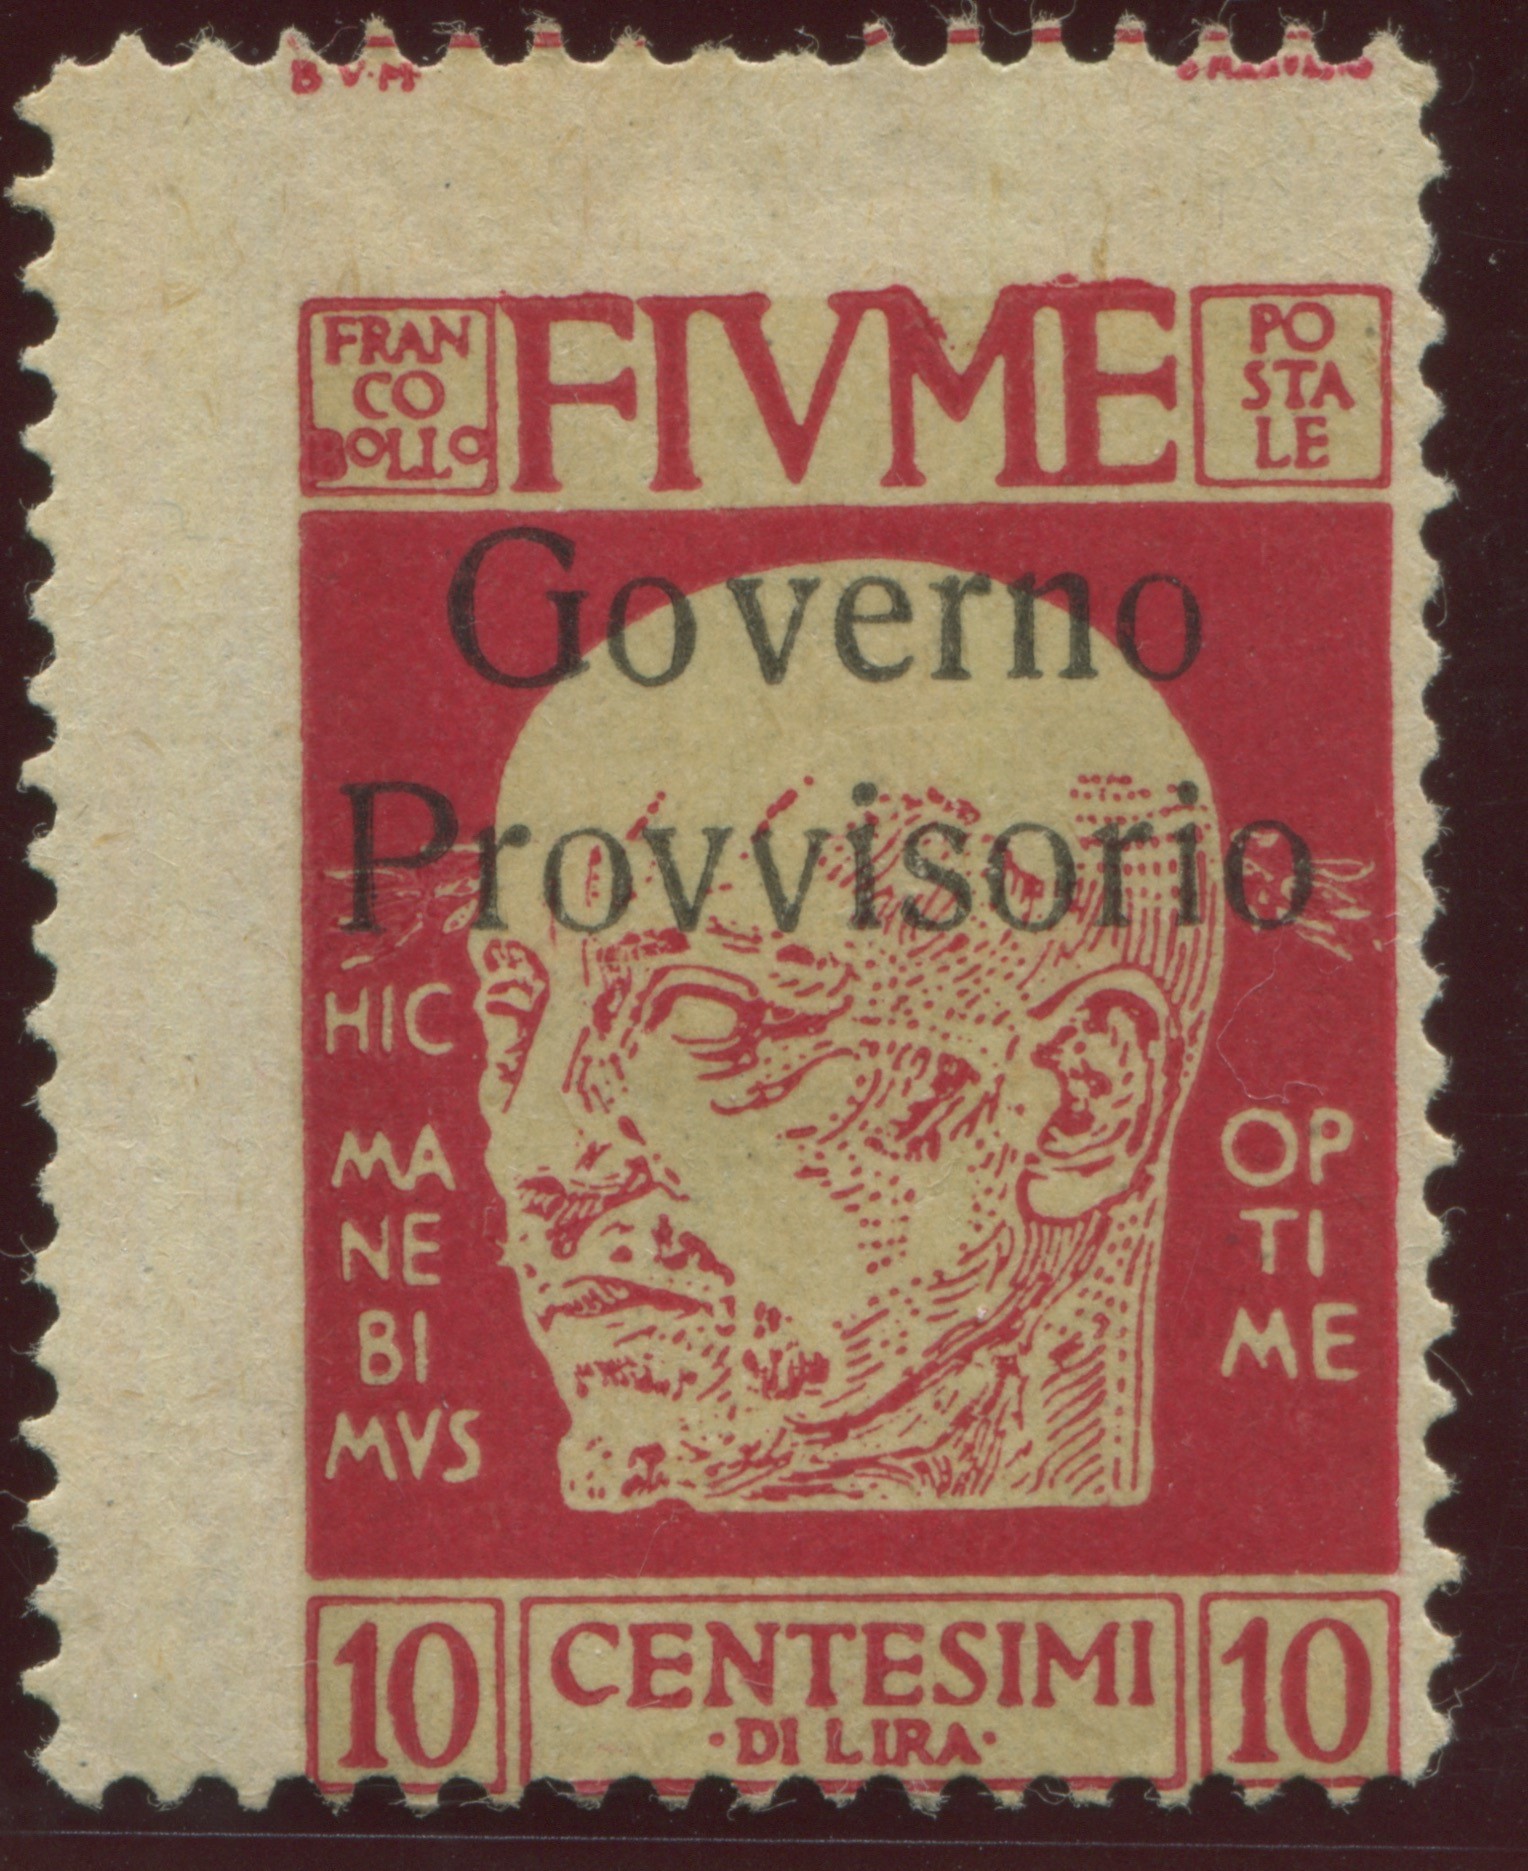 B V·M
FRAN
CO
BOLLO
FIVME
PO
STA
LE
Governo
Provvisorio
HIC
MA
NE
BI
MVS
OP
TI
ME
10
CENTESIMI
·DI LIRA·
10